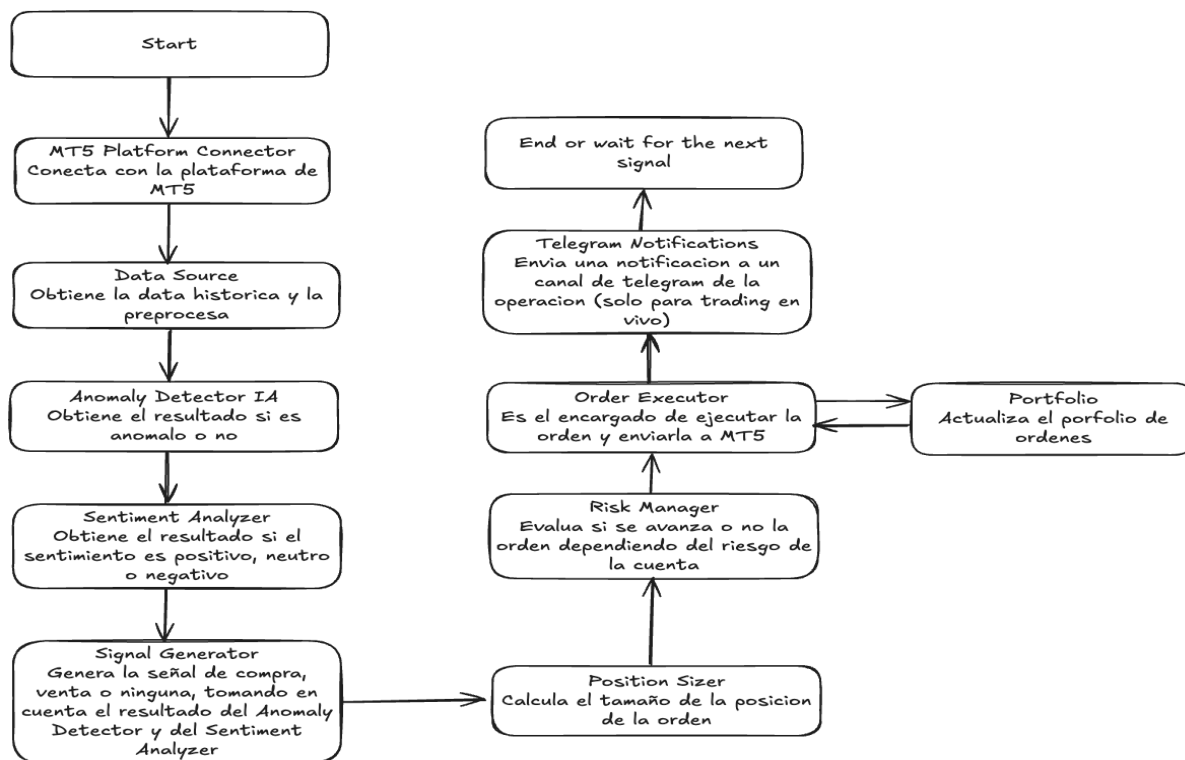 Start
MT5 Platform Connector
Conecta con la plataforma de
MT5
Data Source
Obtiene la data historica y la
preprocesa
Anomaly Detector IA
Obtiene el resultado si es
anomalo o no
Sentiment Analyzer
Obtiene el resultado si el
sentimiento es positivo, neutro
o negativo
Signal Generator
Genera la señal de compra,
venta o ninguna, tomando en
cuenta el resultado del Anomaly
Detector y del Sentiment
Analyzer
Position Sizer
Calcula el tamaño de la posicion
de la orden
Risk Manager
Evalua si se avanza o no la
orden dependiendo del riesgo de
la cuenta
Order Executor
Es el encargado de ejecutar la
orden y enviarla a MT5
Portfolio
Actualiza el porfolio de
ordenes
Telegram Notifications
Envia una notificacion a un
canal de telegram de la
operacion (solo para trading en
vivo)
End or wait for the next
signal